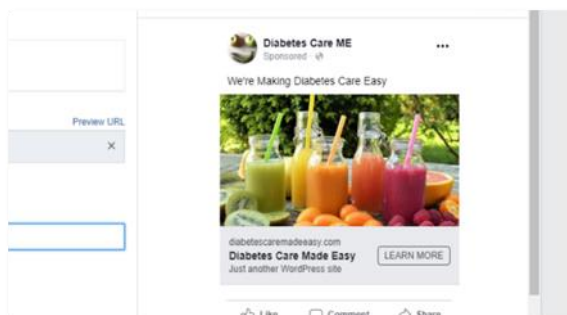 Diabetes Care ME
Sponsored ·
We're Making Diabetes Care Easy
Preview URL
diabetescaremadeeasy.com
Diabetes Care Made Easy
LEARN MORE
Just another WordPress site
Like Comment Share